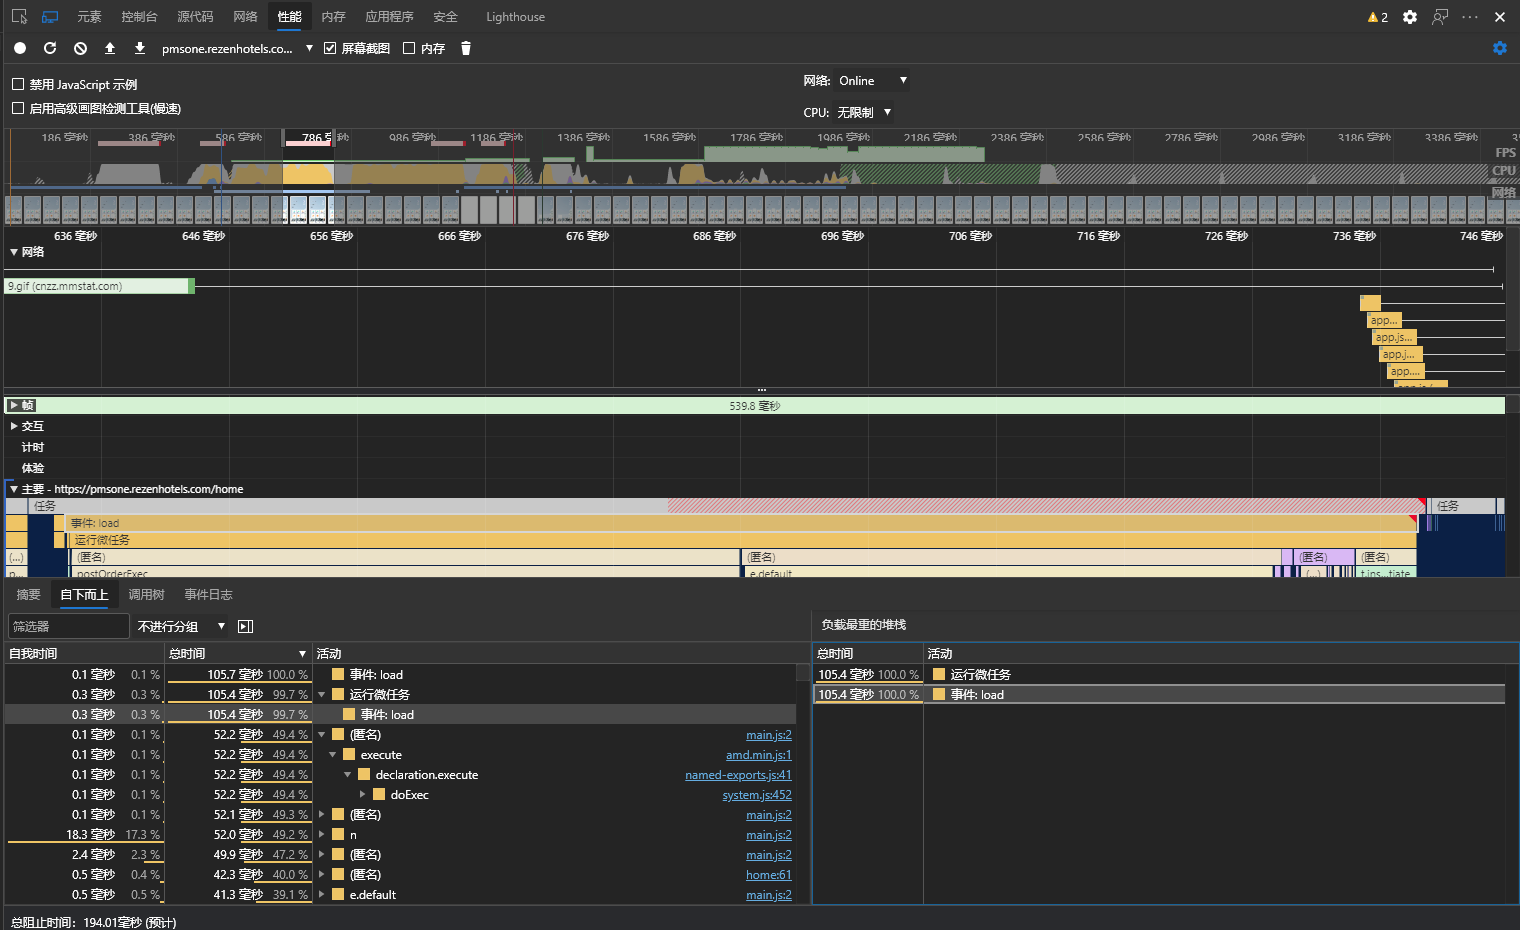 元素 控制台 源代码 网络 性能 内存 应用程序 安全 Lighthouse 2
pmsone.rezenhotels.co... 屏幕截图 内存
禁用 JavaScript 示例 网络: Online
启用高级画图检测工具(慢速) CPU: 无限制
186 毫秒 386 毫秒 586 毫秒 786 毫秒 986 毫秒 1186 毫秒 1386 毫秒 1586 毫秒 1786 毫秒 1986 毫秒 2186 毫秒 2386 毫秒 2586 毫秒 2786 毫秒 2986 毫秒 3186 毫秒 3386 毫秒
FPS
CPU
网络
636 毫秒 646 毫秒 656 毫秒 666 毫秒 676 毫秒 686 毫秒 696 毫秒 706 毫秒 716 毫秒 726 毫秒 736 毫秒 746 毫秒
网络
9.gif (cnzz.mmstat.com)
app...
app.js...
app.j...
app....
帧 539.8 毫秒
交互
计时
体验
主要 - https://pmsone.rezenhotels.com/home
任务 任务
事件: load
运行微任务
(...) (匿名) (匿名) (匿名) (匿名)
p... postOrderExec e.default (...) t.ins...tiate
摘要 自下而上 调用树 事件日志
筛选器 不进行分组 负载最重的堆栈
自我时间 总时间 活动 总时间 活动
0.1 毫秒 0.1 % 105.7 毫秒 100.0 % 事件: load 105.4 毫秒 100.0 % 运行微任务
0.3 毫秒 0.3 % 105.4 毫秒 99.7 % 运行微任务 105.4 毫秒 100.0 % 事件: load
0.3 毫秒 0.3 % 105.4 毫秒 99.7 % 事件: load
0.1 毫秒 0.1 % 52.2 毫秒 49.4 % (匿名) main.js:2
0.1 毫秒 0.1 % 52.2 毫秒 49.4 % execute amd.min.js:1
0.1 毫秒 0.1 % 52.2 毫秒 49.4 % declaration.execute named-exports.js:41
0.1 毫秒 0.1 % 52.2 毫秒 49.4 % doExec system.js:452
0.1 毫秒 0.1 % 52.1 毫秒 49.3 % (匿名) main.js:2
18.3 毫秒 17.3 % 52.0 毫秒 49.2 % n main.js:2
2.4 毫秒 2.3 % 49.9 毫秒 47.2 % (匿名) main.js:2
0.5 毫秒 0.4 % 42.3 毫秒 40.0 % (匿名) home:61
0.5 毫秒 0.5 % 41.3 毫秒 39.1 % e.default main.js:2
总阻止时间: 194.01毫秒 (预计)